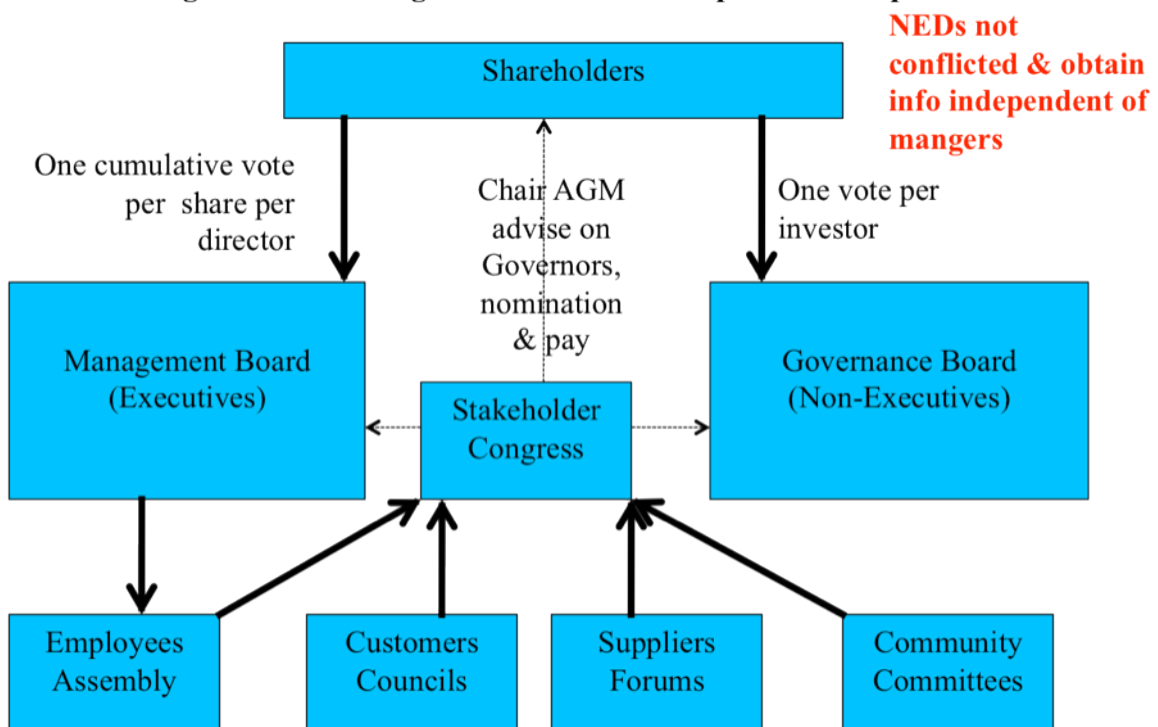 NEDs not
conflicted & obtain
info independent of
mangers
Shareholders
One cumulative vote
per share per
director
Chair AGM
advise on
Governors,
nomination
& pay
One vote per
investor
Management Board
(Executives)
Governance Board
(Non-Executives)
Stakeholder
Congress
Employees
Assembly
Customers
Councils
Suppliers
Forums
Community
Committees